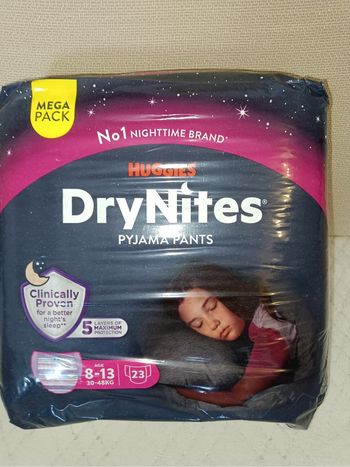 MEGA
PACK
No1 NIGHTTIME BRAND*
HUGGIES
DryNites®
PYJAMA PANTS
Clinically
Proven
for a better
night's
sleep**
5 LAYERS OF
MAXIMUM
PROTECTION
AGE
8-13
30-48KG
23